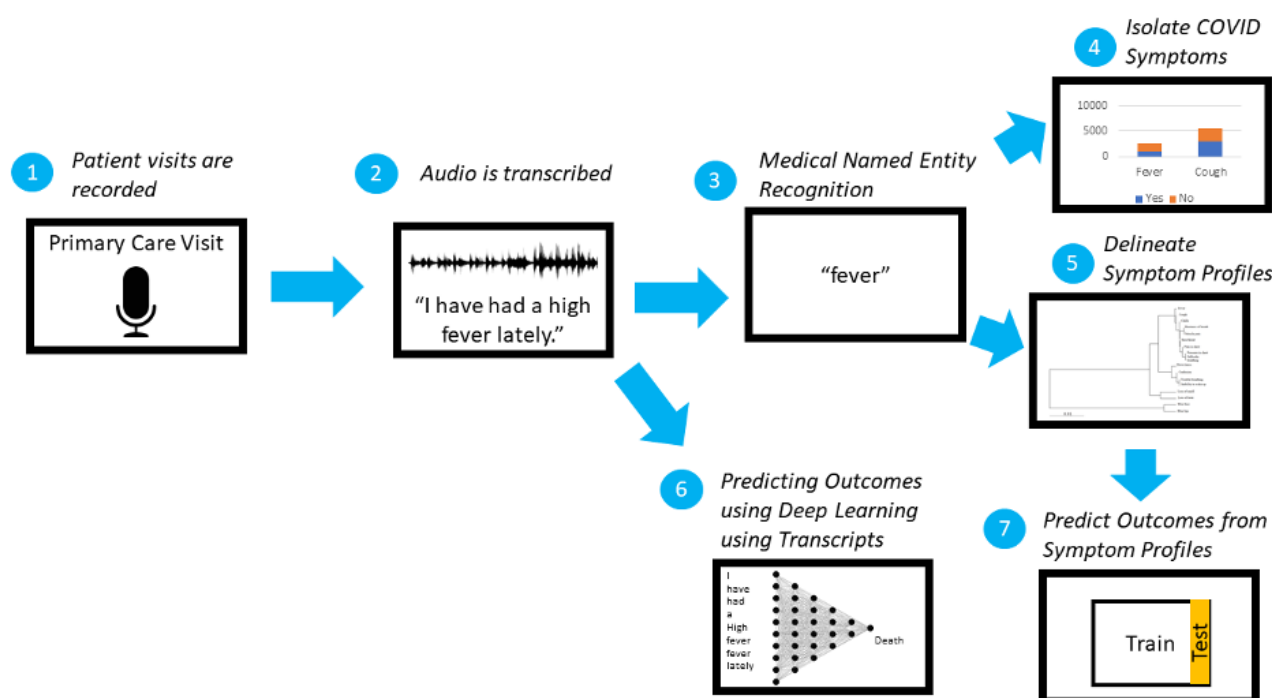 1
Patient visits are
recorded
Primary Care Visit
2
Audio is transcribed
“I have had a high
fever lately.”
3
Medical Named Entity
Recognition
“fever”
4
Isolate COVID
Symptoms
10000
5000
0
Fever
Cough
Yes
No
5
Delineate
Symptom Profiles
6
Predicting Outcomes
using Deep Learning
using Transcripts
I
have
had
a
High
fever
fever
lately
Death
7
Predict Outcomes from
Symptom Profiles
Train
Test